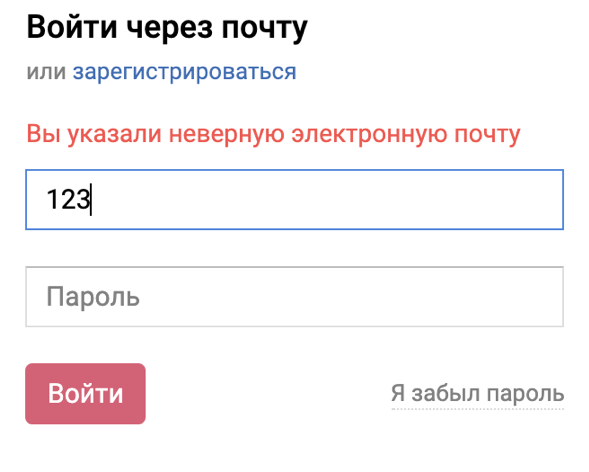 Войти через почту
или зарегистрироваться
Вы указали неверную электронную почту
123
Пароль
Войти
Я забыл пароль